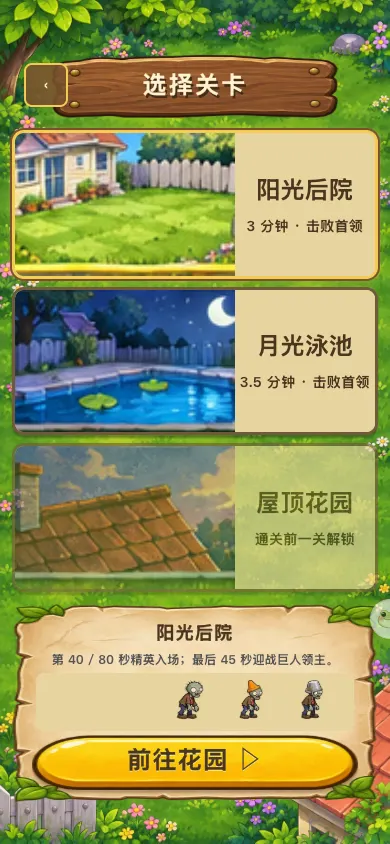 ‹
选择关卡
阳光后院
3 分钟 · 击败首领
月光泳池
3.5 分钟 · 击败首领
屋顶花园
通关前一关解锁
阳光后院
第 40 / 80 秒精英入场；最后 45 秒迎战巨人领主。
前往花园 ▷